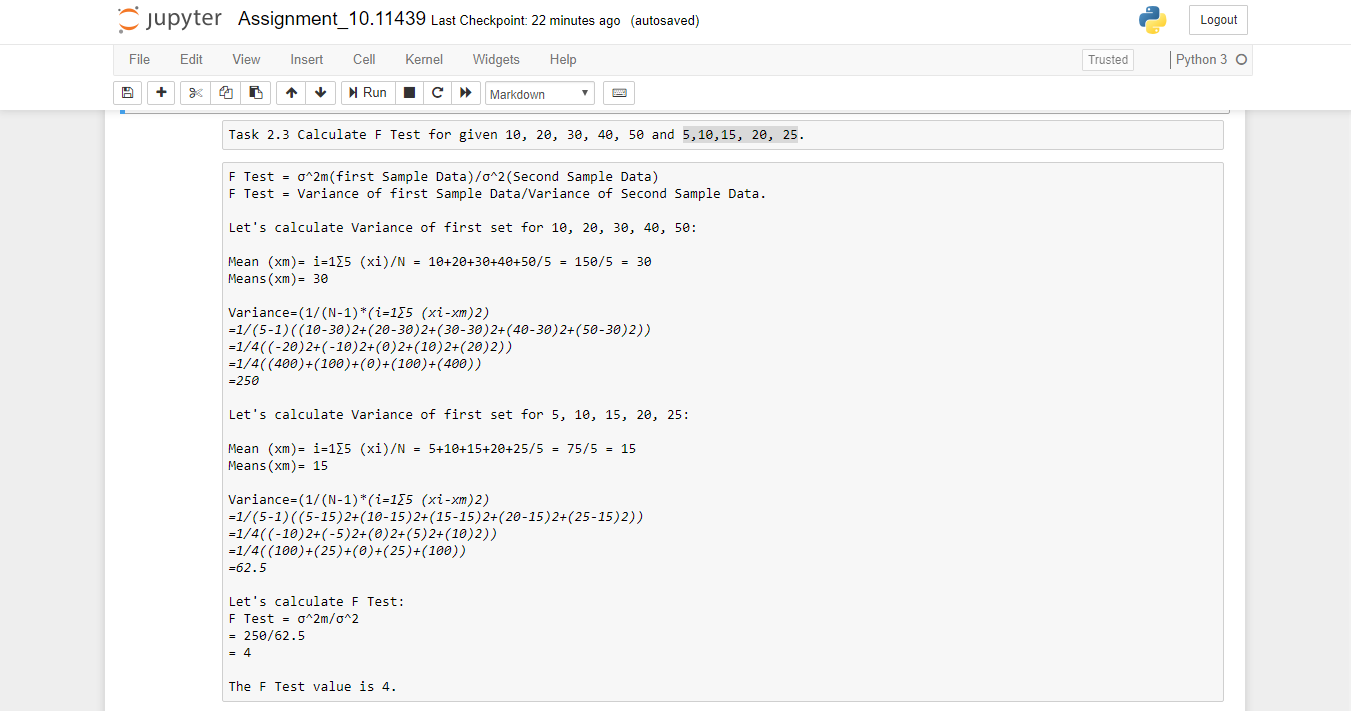 jupyter Assignment_10.11439 Last Checkpoint: 22 minutes ago (autosaved)
Logout
File Edit View Insert Cell Kernel Widgets Help
Trusted
Python 3
Run
Markdown
Task 2.3 Calculate F Test for given 10, 20, 30, 40, 50 and 5,10,15, 20, 25.
F Test = σ^2m(first Sample Data)/σ^2(Second Sample Data)
F Test = Variance of first Sample Data/Variance of Second Sample Data.
Let's calculate Variance of first set for 10, 20, 30, 40, 50:
Mean (xm)= i=1∑5 (xi)/N = 10+20+30+40+50/5 = 150/5 = 30
Means(xm)= 30
Variance=(1/(N-1)*(i=1∑5 (xi-xm)2)
=1/(5-1)((10-30)2+(20-30)2+(30-30)2+(40-30)2+(50-30)2))
=1/4((-20)2+(-10)2+(0)2+(10)2+(20)2))
=1/4((400)+(100)+(0)+(100)+(400))
=250
Let's calculate Variance of first set for 5, 10, 15, 20, 25:
Mean (xm)= i=1∑5 (xi)/N = 5+10+15+20+25/5 = 75/5 = 15
Means(xm)= 15
Variance=(1/(N-1)*(i=1∑5 (xi-xm)2)
=1/(5-1)((5-15)2+(10-15)2+(15-15)2+(20-15)2+(25-15)2))
=1/4((-10)2+(-5)2+(0)2+(5)2+(10)2))
=1/4((100)+(25)+(0)+(25)+(100))
=62.5
Let's calculate F Test:
F Test = σ^2m/σ^2
= 250/62.5
= 4
The F Test value is 4.